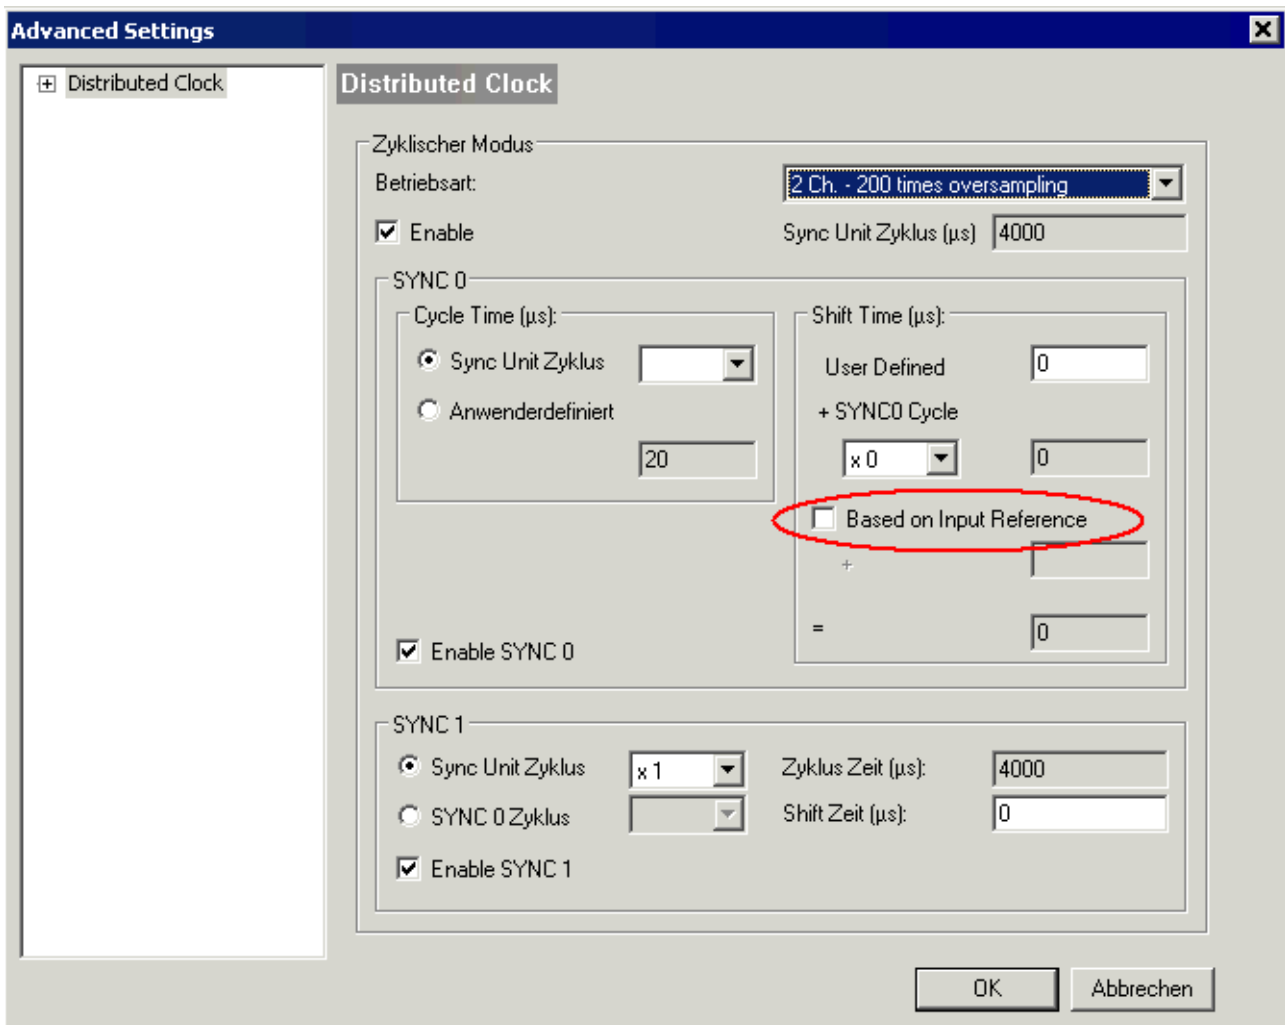 Advanced Settings
Distributed Clock
Distributed Clock
Zyklischer Modus
Betriebsart:
2 Ch. - 200 times oversampling
Enable
Sync Unit Zyklus (µs)
4000
SYNC 0
Cycle Time (µs):
Sync Unit Zyklus
Anwenderdefiniert
20
Shift Time (µs):
User Defined
0
+ SYNC0 Cycle
x 0
0
Based on Input Reference
+
=
0
Enable SYNC 0
SYNC 1
Sync Unit Zyklus
x 1
Zyklus Zeit (µs):
4000
SYNC 0 Zyklus
Shift Zeit (µs):
0
Enable SYNC 1
OK
Abbrechen